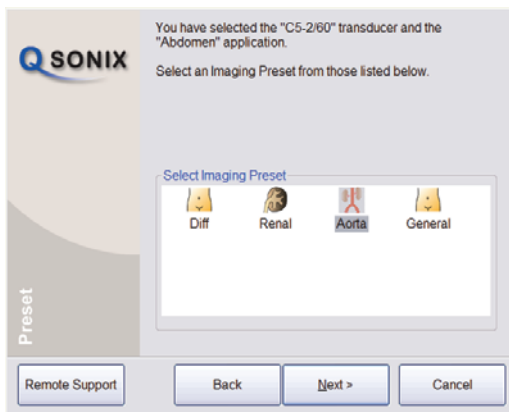 You have selected the "C5-2/60" transducer and the
"Abdomen" application.
Select an Imaging Preset from those listed below.
Q SONIX
Select Imaging Preset
Diff Renal Aorta General
Preset
Remote Support Back Next > Cancel